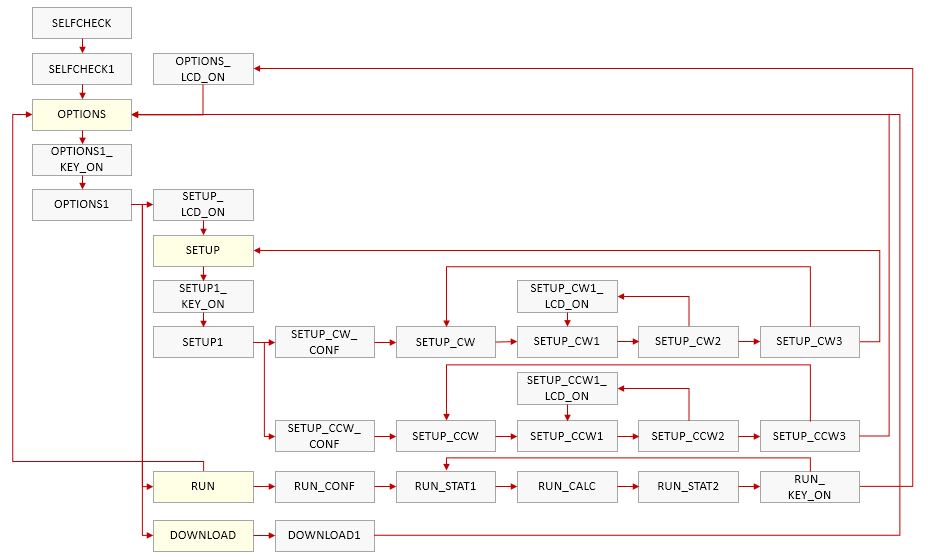 SELFCHECK
SELFCHECK1
OPTIONS_
LCD_ON
OPTIONS
OPTIONS1_
KEY_ON
OPTIONS1
SETUP_
LCD_ON
SETUP
SETUP1_
KEY_ON
SETUP_CW1_
LCD_ON
SETUP1
SETUP_CW_
CONF
SETUP_CW
SETUP_CW1
SETUP_CW2
SETUP_CW3
SETUP_CCW1_
LCD_ON
SETUP_CCW_
CONF
SETUP_CCW
SETUP_CCW1
SETUP_CCW2
SETUP_CCW3
RUN
RUN_CONF
RUN_STAT1
RUN_CALC
RUN_STAT2
RUN_
KEY_ON
DOWNLOAD
DOWNLOAD1